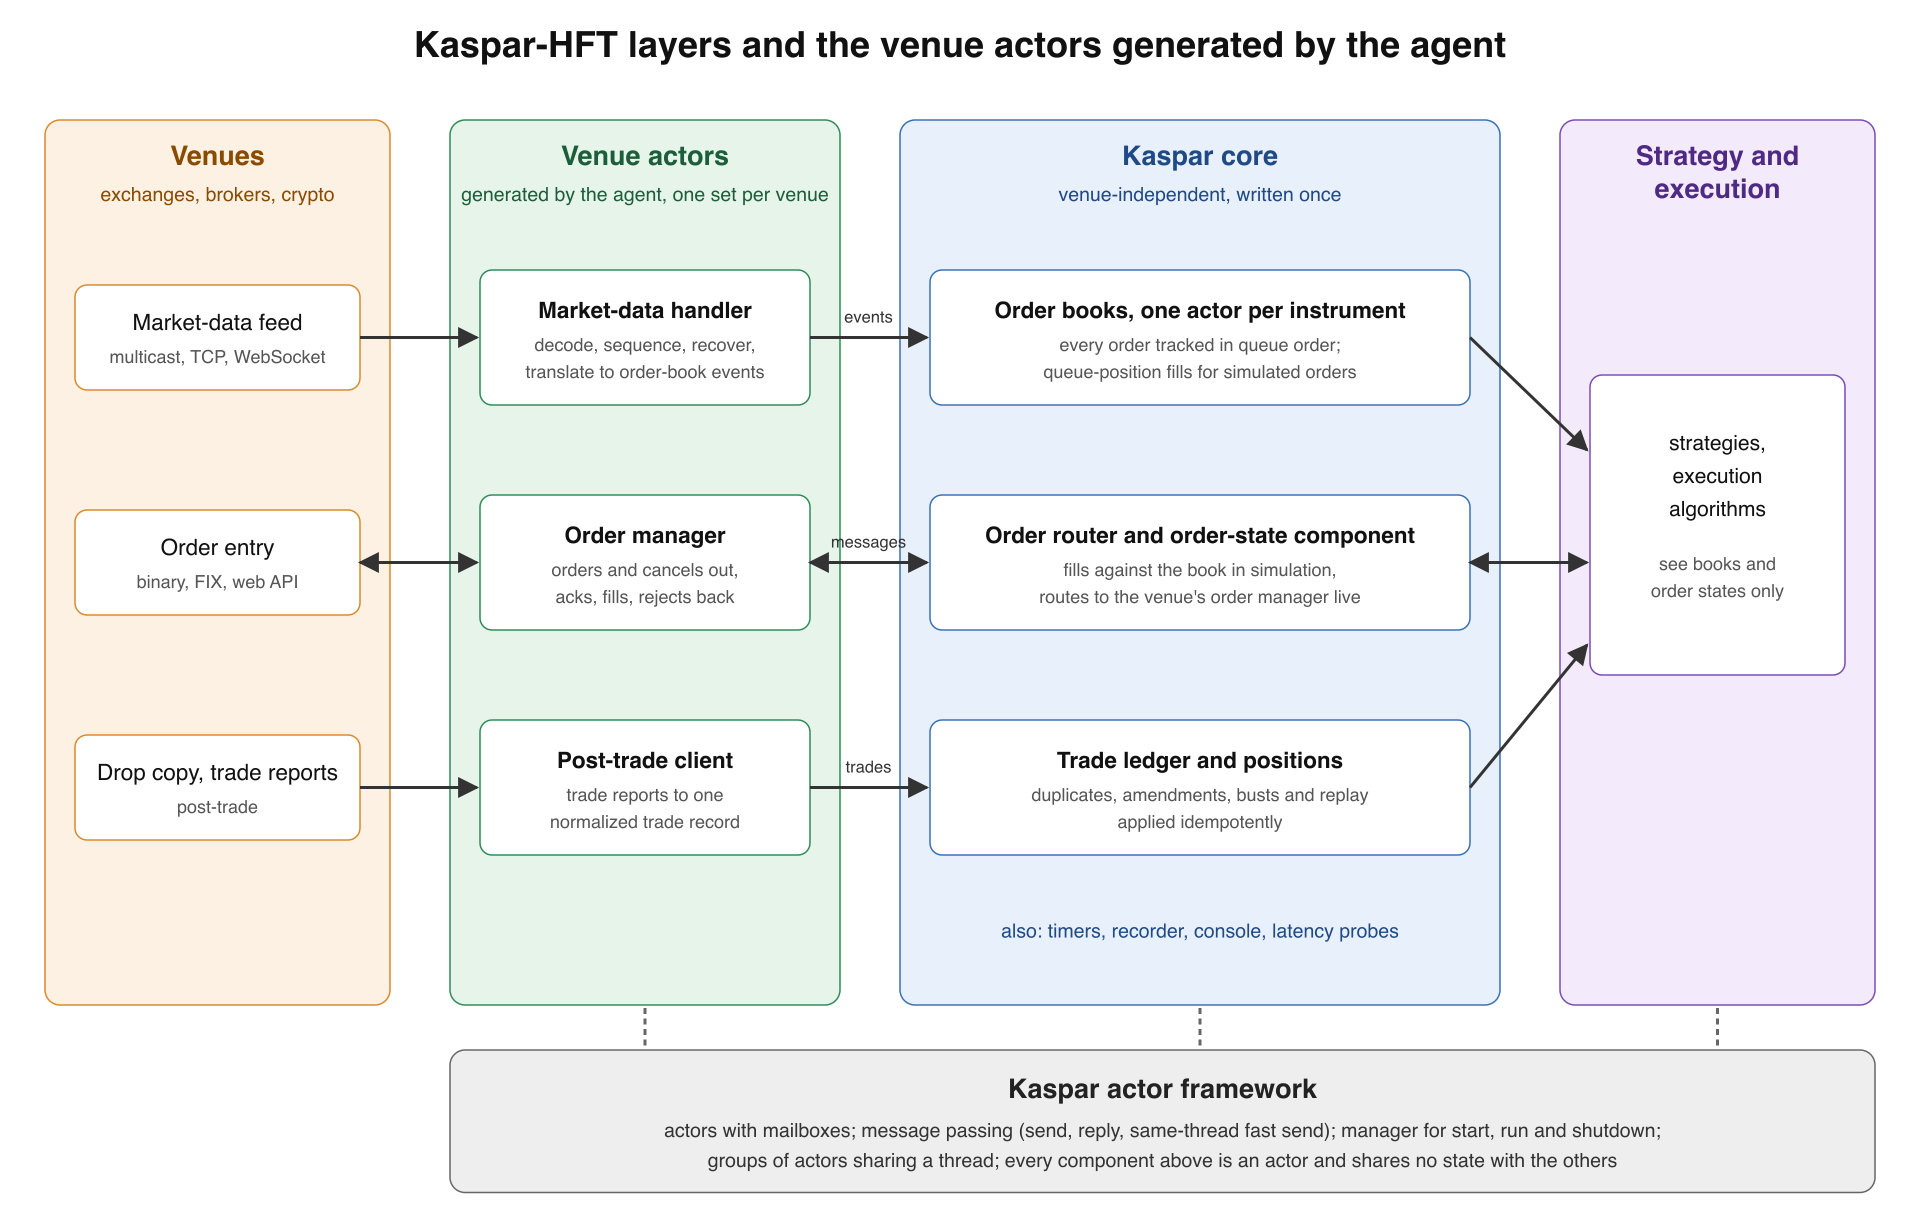 Kaspar-HFT layers and the venue actors generated by the agent
Venues
exchanges, brokers, crypto
Market-data feed
multicast, TCP, WebSocket
Order entry
binary, FIX, web API
Drop copy, trade reports
post-trade
Venue actors
generated by the agent, one set per venue
Market-data handler
decode, sequence, recover,
translate to order-book events
Order manager
orders and cancels out,
acks, fills, rejects back
Post-trade client
trade reports to one
normalized trade record
events
messages
trades
Kaspar core
venue-independent, written once
Order books, one actor per instrument
every order tracked in queue order;
queue-position fills for simulated orders
Order router and order-state component
fills against the book in simulation,
routes to the venue's order manager live
Trade ledger and positions
duplicates, amendments, busts and replay
applied idempotently
also: timers, recorder, console, latency probes
Strategy and
execution
strategies,
execution
algorithms
see books and
order states only
Kaspar actor framework
actors with mailboxes; message passing (send, reply, same-thread fast send); manager for start, run and shutdown;
groups of actors sharing a thread; every component above is an actor and shares no state with the others